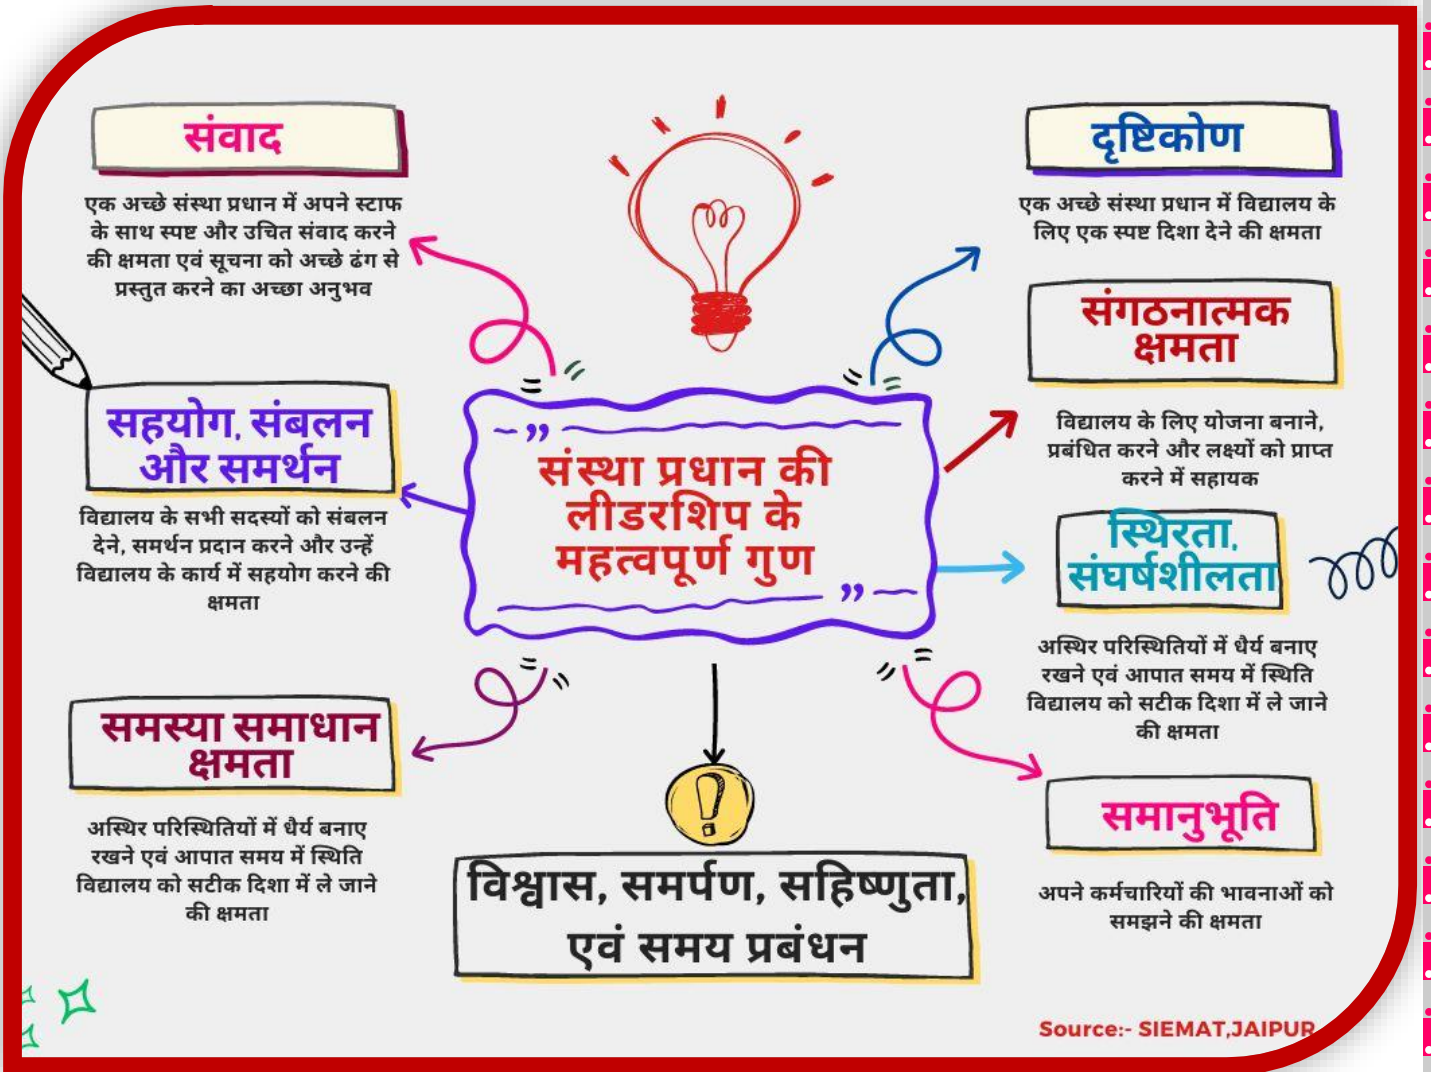 संवाद
एक अच्छे संस्था प्रधान में अपने स्टाफ
के साथ स्पष्ट और उचित संवाद करने
की क्षमता एवं सूचना को अच्छे ढंग से
प्रस्तुत करने का अच्छा अनुभव
सहयोग, संबलन
और समर्थन
विद्यालय के सभी सदस्यों को संबलन
देने, समर्थन प्रदान करने और उन्हें
विद्यालय के कार्य में सहयोग करने की
क्षमता
समस्या समाधान
क्षमता
अस्थिर परिस्थितियों में धैर्य बनाए
रखने एवं आपात समय में स्थिति
विद्यालय को सटीक दिशा में ले जाने
की क्षमता
संस्था प्रधान की
लीडरशिप के
महत्वपूर्ण गुण
विश्वास, समर्पण, सहिष्णुता,
एवं समय प्रबंधन
दृष्टिकोण
एक अच्छे संस्था प्रधान में विद्यालय के
लिए एक स्पष्ट दिशा देने की क्षमता
संगठनात्मक
क्षमता
विद्यालय के लिए योजना बनाने,
प्रबंधित करने और लक्ष्यों को प्राप्त
करने में सहायक
स्थिरता,
संघर्षशीलता
अस्थिर परिस्थितियों में धैर्य बनाए
रखने एवं आपात समय में स्थिति
विद्यालय को सटीक दिशा में ले जाने
की क्षमता
समानुभूति
अपने कर्मचारियों की भावनाओं को
समझने की क्षमता
Source:- SIEMAT,JAIPUR